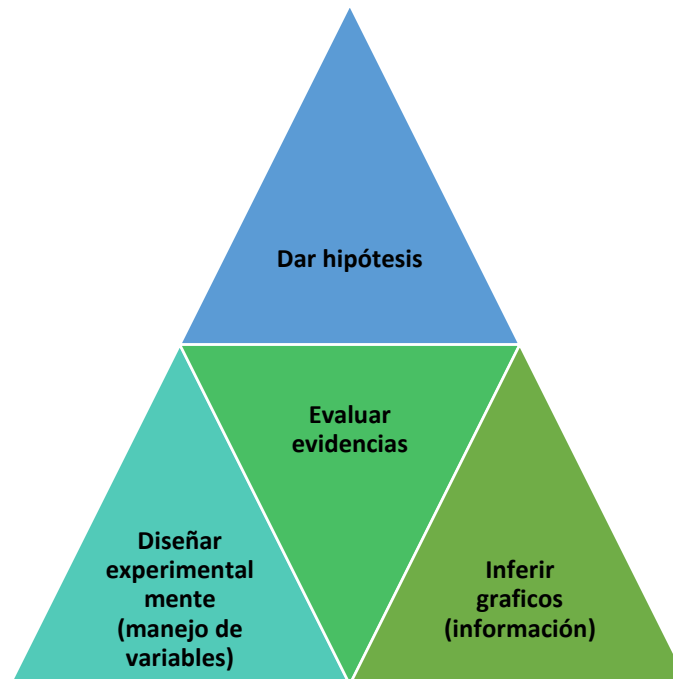 Dar hipótesis
Evaluar
evidencias
Diseñar
experimental
mente
(manejo de
variables)
Inferir
graficos
(información)